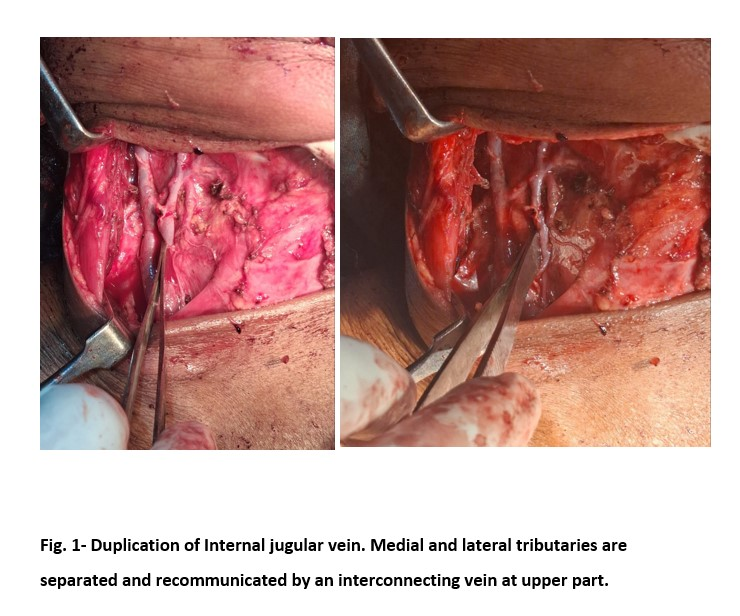 Fig. 1- Duplication of Internal jugular vein. Medial and lateral tributaries are
separated and recommunicated by an interconnecting vein at upper part.